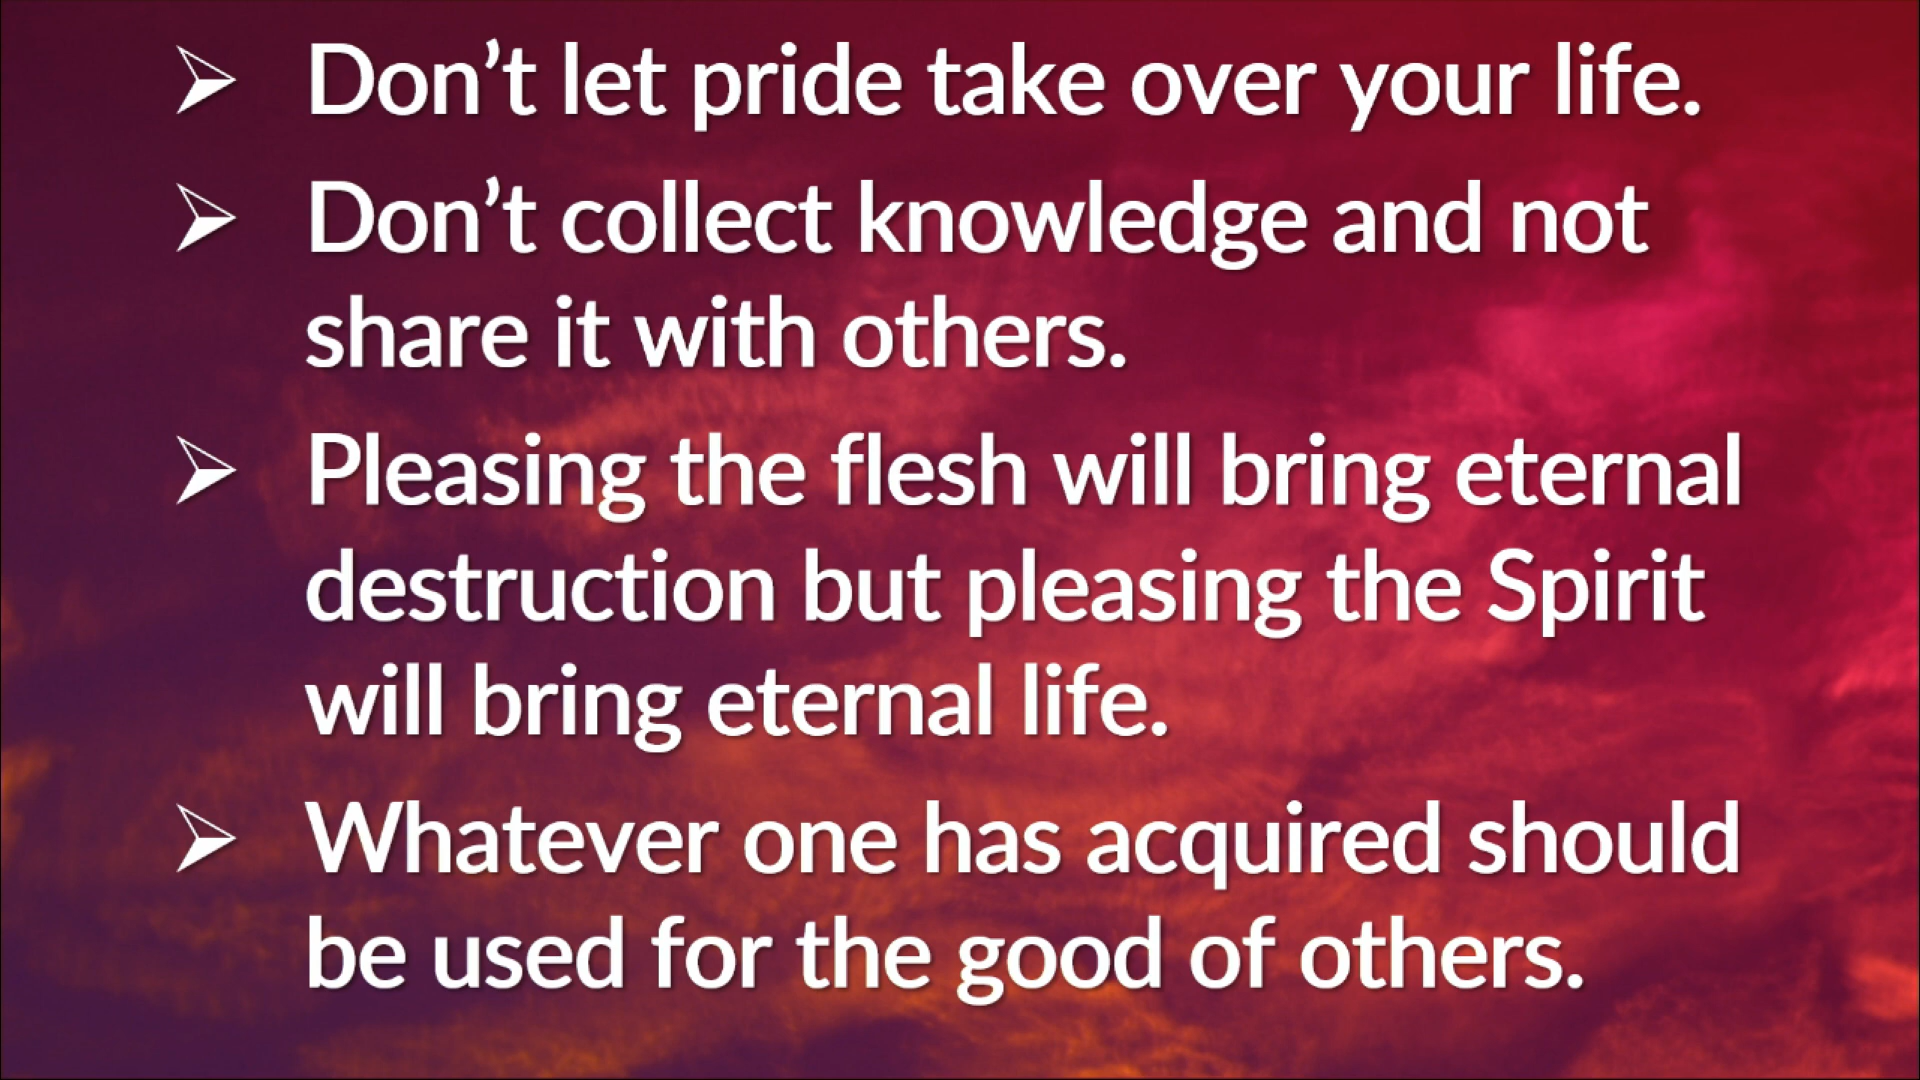 ➢ Don’t let pride take over your life.
➢ Don’t collect knowledge and not
share it with others.
➢ Pleasing the flesh will bring eternal
destruction but pleasing the Spirit
will bring eternal life.
➢ Whatever one has acquired should
be used for the good of others.